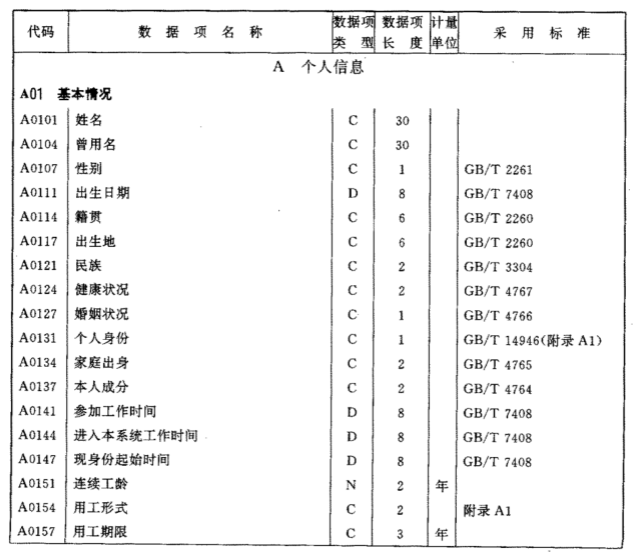 代码 数据项名称 数据项类型 数据项长度 计量单位 采用标准
A 个人信息
A01 基本情况
A0101 姓名 C 30
A0104 曾用名 C 30
A0107 性别 C 1 GB/T 2261
A0111 出生日期 D 8 GB/T 7408
A0114 籍贯 C 6 GB/T 2260
A0117 出生地 C 6 GB/T 2260
A0121 民族 C 2 GB/T 3304
A0124 健康状况 C 2 GB/T 4767
A0127 婚姻状况 C 1 GB/T 4766
A0131 个人身份 C 1 GB/T 14946(附录 A1)
A0134 家庭出身 C 2 GB/T 4765
A0137 本人成分 C 2 GB/T 4764
A0141 参加工作时间 D 8 GB/T 7408
A0144 进入本系统工作时间 D 8 GB/T 7408
A0147 现身份起始时间 D 8 GB/T 7408
A0151 连续工龄 N 2 年
A0154 用工形式 C 2 附录 A1
A0157 用工期限 C 3 年